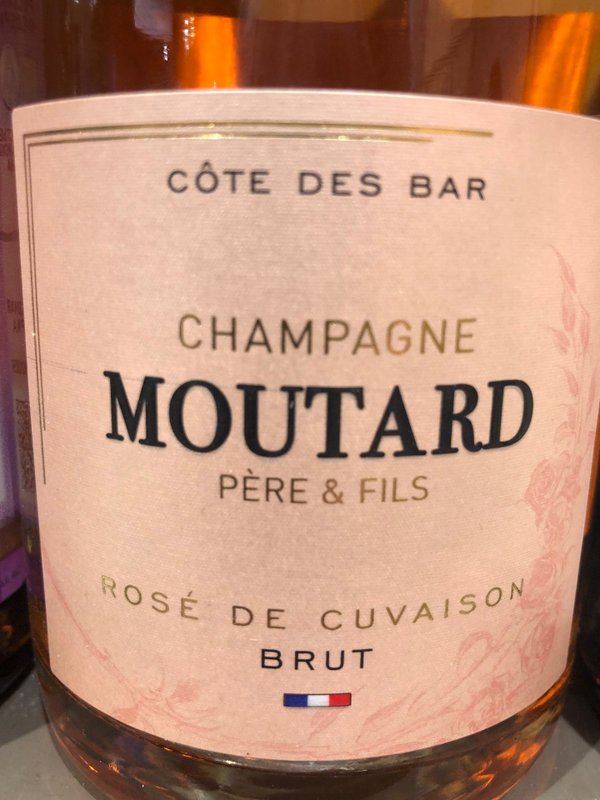 CÔTE DES BAR
CHAMPAGNE
MOUTARD
PÈRE & FILS
ROSÉ DE CUVAISON
BRUT